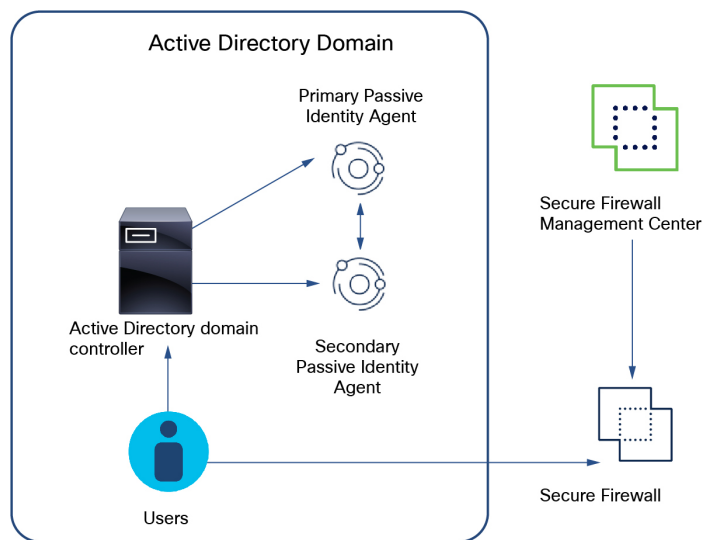 Active Directory Domain
Primary Passive
Identity Agent
Secure Firewall
Management Center
Active Directory domain
controller
Secondary
Passive Identity
Agent
Users
Secure Firewall